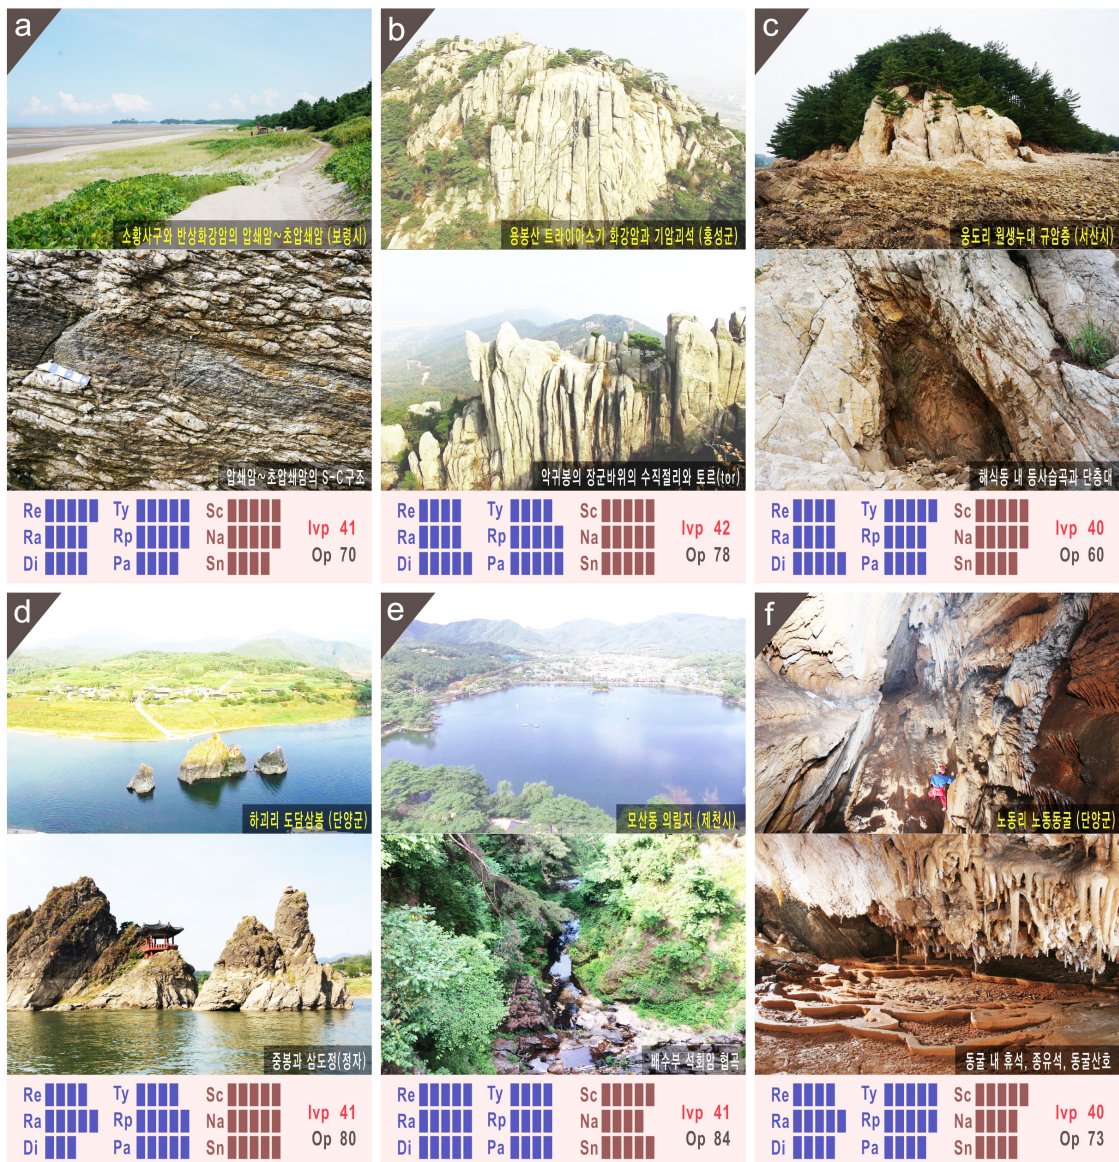 a
소황사구와 반상화강암의 압쇄암~초압쇄암 (보령시)
압쇄암~초압쇄암의 S-C구조
Re Ty Sc
Ra Rp Na
Di Pa Sn
Ivp 41
Op 70
b
용봉산 트라이아스기 화강암과 기암괴석 (홍성군)
악귀봉의 장군바위의 수직절리와 토르(tor)
Re Ty Sc
Ra Rp Na
Di Pa Sn
Ivp 42
Op 78
c
웅도리 원생누대 규암층 (서산시)
해식동 내 등사습곡과 단층대
Re Ty Sc
Ra Rp Na
Di Pa Sn
Ivp 40
Op 60
d
하괴리 도담삼봉 (단양군)
중봉과 삼도정(정자)
Re Ty Sc
Ra Rp Na
Di Pa Sn
Ivp 41
Op 80
e
모산동 의림지 (제천시)
배수부 석회암 협곡
Re Ty Sc
Ra Rp Na
Di Pa Sn
Ivp 41
Op 84
f
노동리 노동동굴 (단양군)
동굴 내 휴석, 종유석, 동굴산호
Re Ty Sc
Ra Rp Na
Di Pa Sn
Ivp 40
Op 73